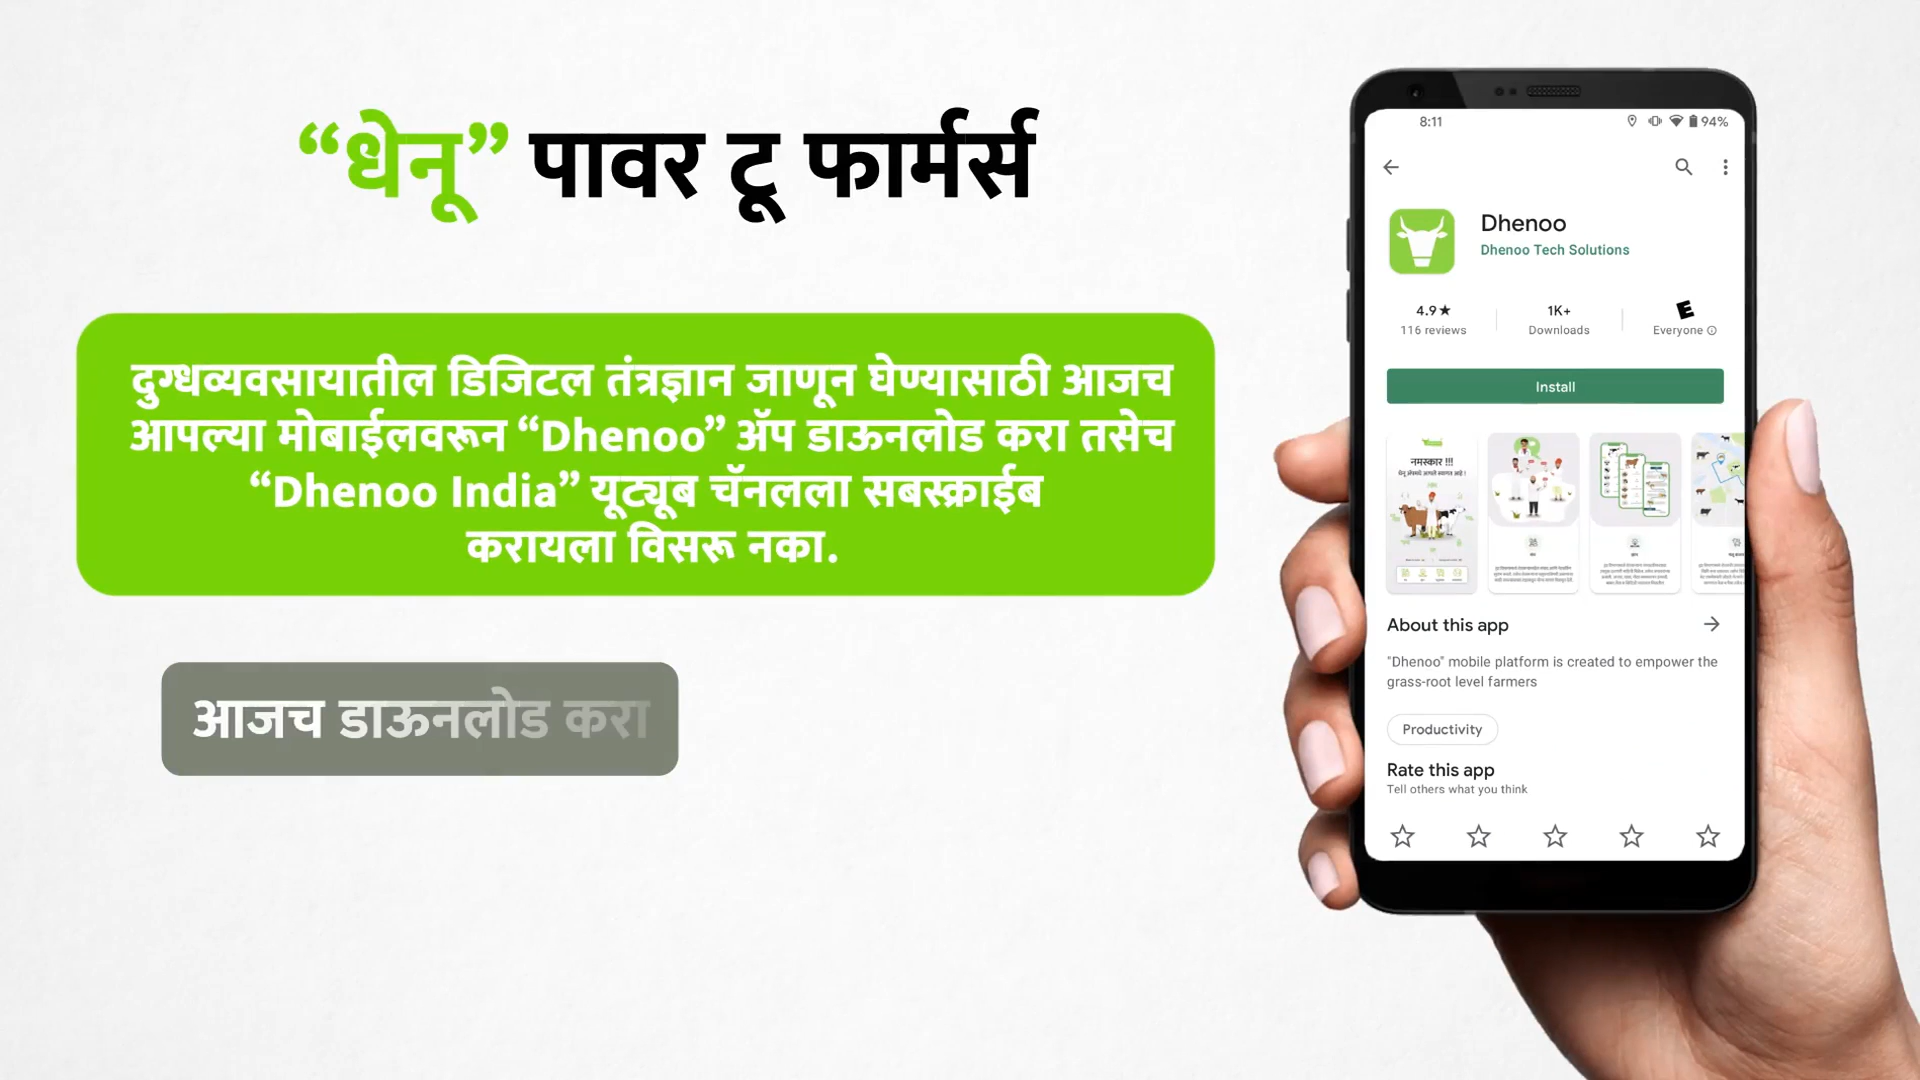 “धेनू” पावर टू फार्मर्स
दुग्धव्यवसायातील डिजिटल तंत्रज्ञान जाणून घेण्यासाठी आजच
आपल्या मोबाईलवरून “Dhenoo” ॲप डाऊनलोड करा तसेच
“Dhenoo India” यूट्यूब चॅनलला सबस्क्राईब
करायला विसरू नका.
आजच डाऊनलोड करा
8:11
94%
Dhenoo
Dhenoo Tech Solutions
4.9★
116 reviews
1K+
Downloads
E
Everyone
Install
नमस्कार !!!
About this app
"Dhenoo" mobile platform is created to empower the
grass-root level farmers
Productivity
Rate this app
Tell others what you think